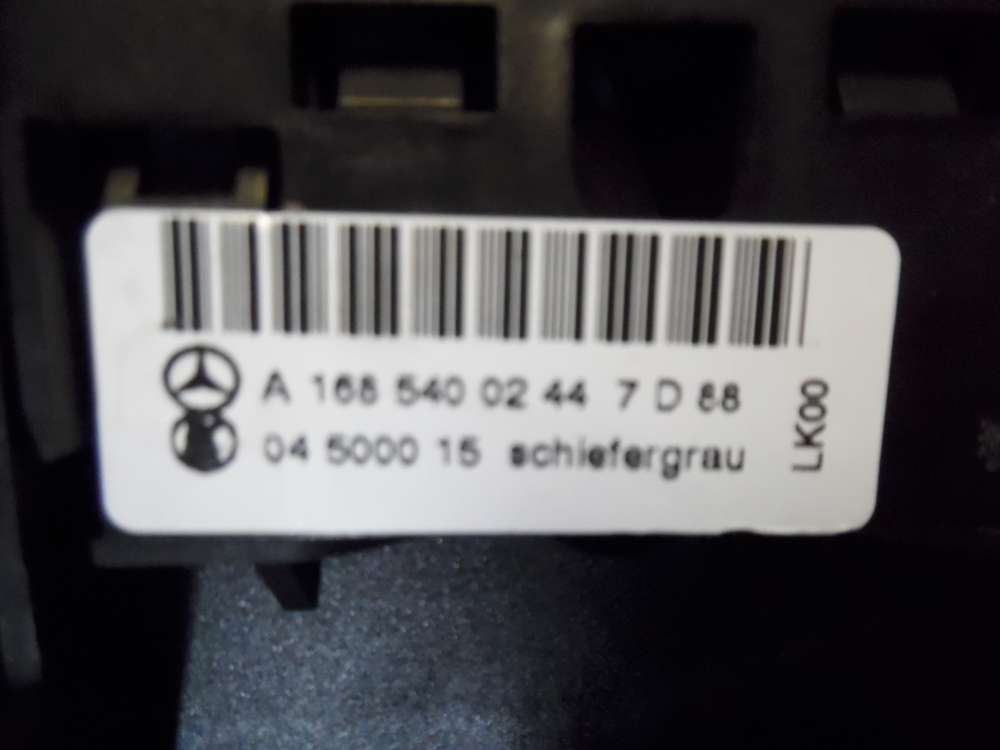 A 168 540 02 44 7 D 88
04 5000 15 schiefergrau
LK00